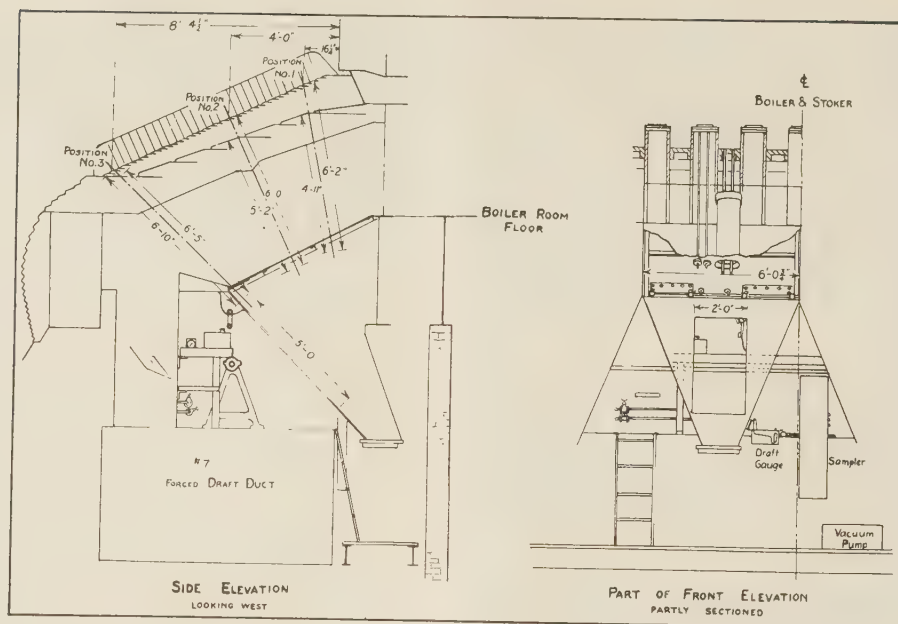 8' 4½"
4'-0"
16½"
POSITION
No. 1
POSITION
No. 2
POSITION
No. 3
6'-2"
4'-11"
6'-0
5'-2"
6'-5"
6'-10"
BOILER ROOM
FLOOR
5'-0
#7
FORCED DRAFT DUCT
SIDE ELEVATION
LOOKING WEST
℄
BOILER & STOKER
6'-0¾"
2'-0"
Draft
Gauge
Sampler
Vacuum
Pump
PART OF FRONT ELEVATION
PARTLY SECTIONED